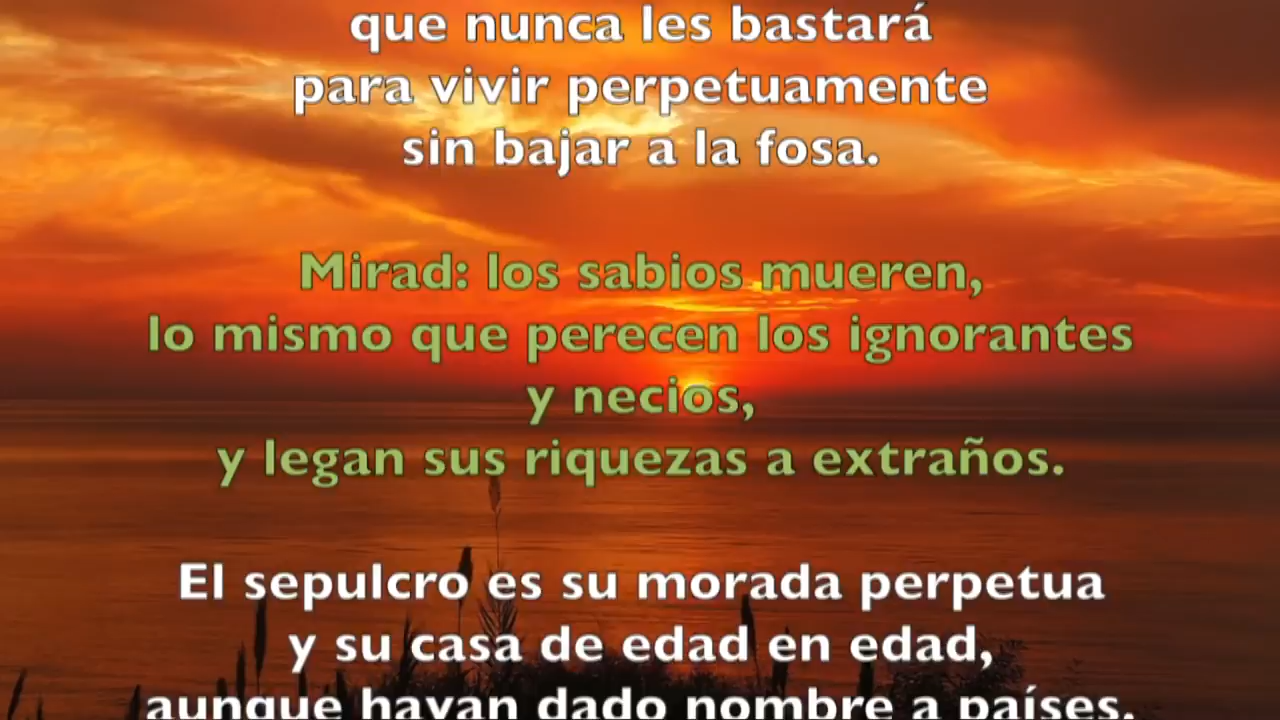 que nunca les bastará
para vivir perpetuamente
sin bajar a la fosa.
Mirad: los sabios mueren,
lo mismo que perecen los ignorantes
y necios,
y legan sus riquezas a extraños.
El sepulcro es su morada perpetua
y su casa de edad en edad,
aunque hayan dado nombre a países.